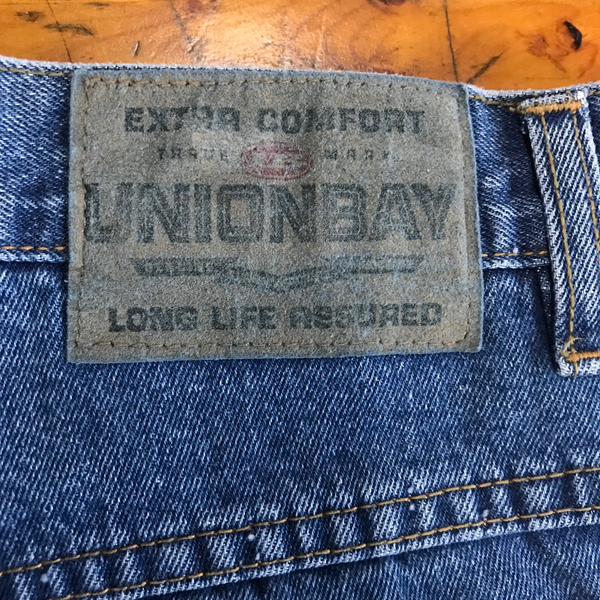 EXTRA COMFORT
TRADE MARK
UNIONBAY
LONG LIFE ASSURED